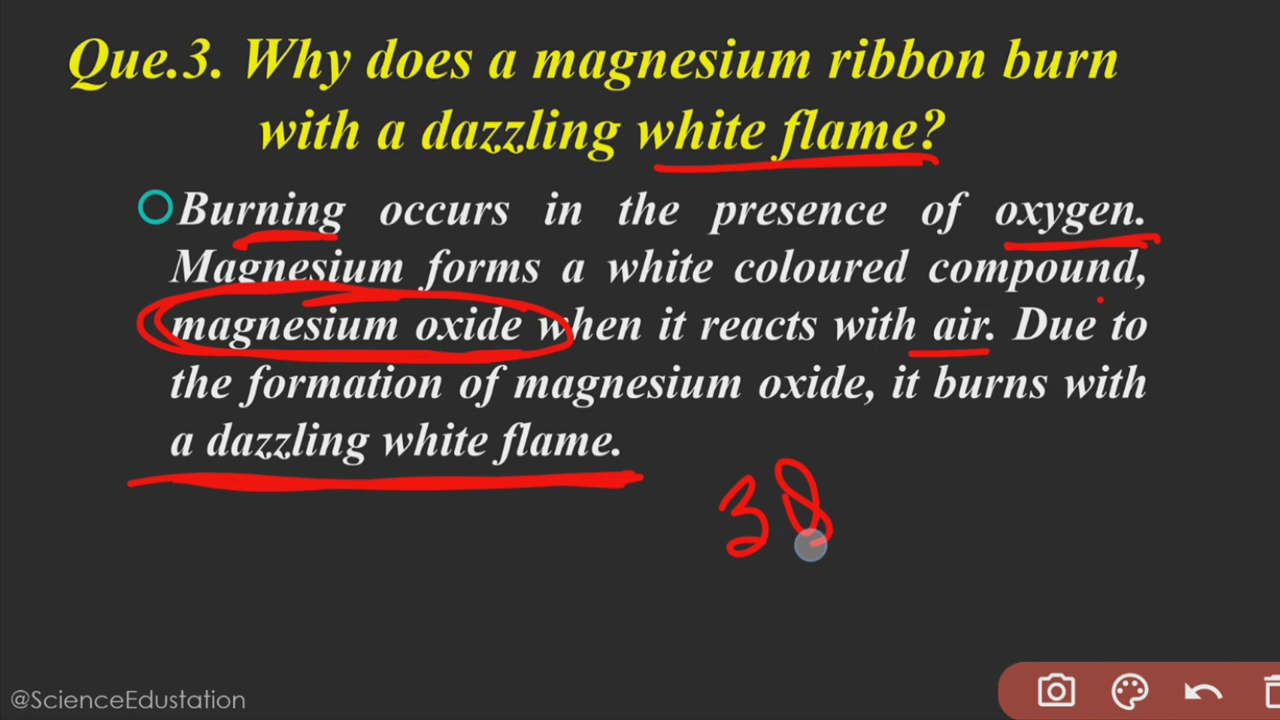 Que.3. Why does a magnesium ribbon burn
with a dazzling white flame?
Burning occurs in the presence of oxygen.
Magnesium forms a white coloured compound,
magnesium oxide when it reacts with air. Due to
the formation of magnesium oxide, it burns with
a dazzling white flame.
38
@ScienceEdustation